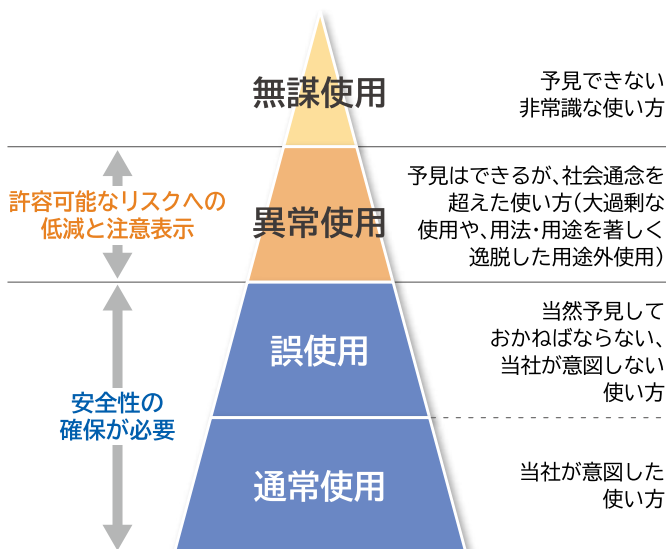 無謀使用
予見できない
非常識な使い方
許容可能なリスクへの
低減と注意表示
異常使用
予見はできるが、社会通念を
超えた使い方（大過剰な
使用や、用法・用途を著しく
逸脱した用途外使用）
安全性の
確保が必要
誤使用
当然予見して
おかねばならない、
当社が意図しない
使い方
通常使用
当社が意図した
使い方